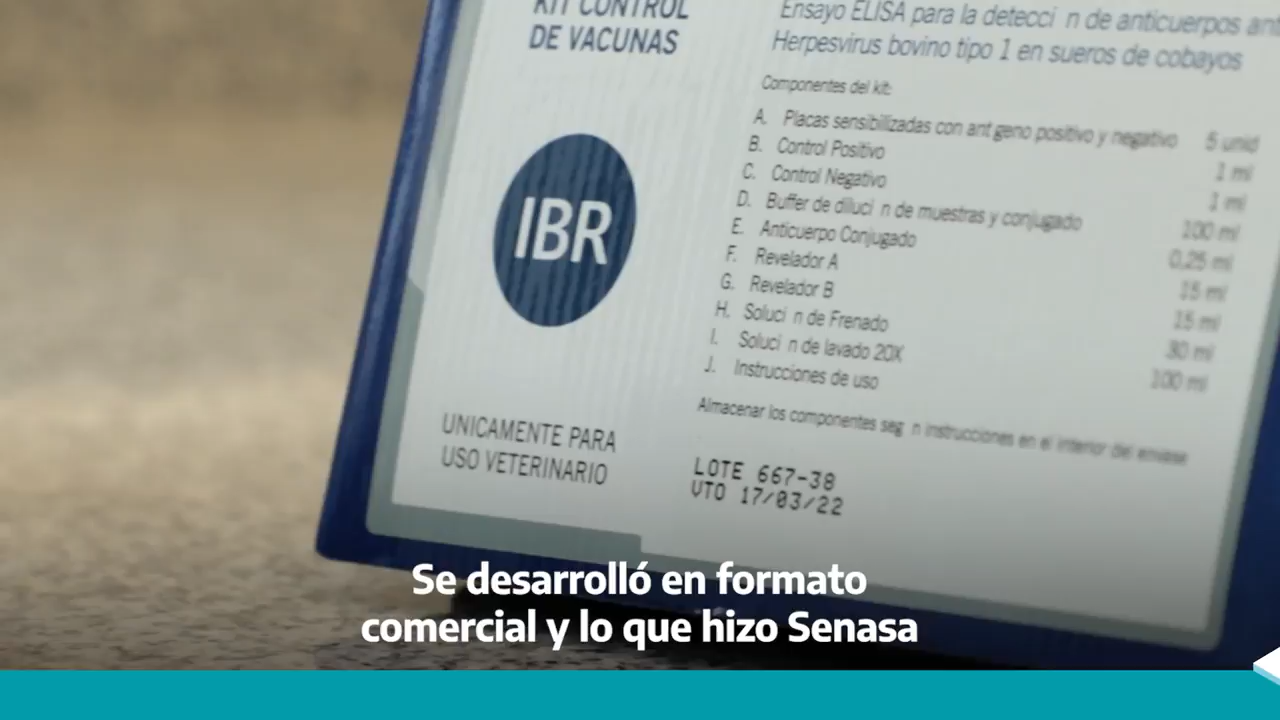 KIT CONTROL
DE VACUNAS
IBR
UNICAMENTE PARA
USO VETERINARIO
Ensayo ELISA para la detecci n de anticuerpos
Herpesvirus bovino tipo 1 en sueros de cobayos
Componentes del kit:
A. Placas sensibilizadas con ant geno positivo y negativo 5 unid
B. Control Positivo 1 ml
C. Control Negativo 1 ml
D. Buffer de diluci n de muestras y conjugado 100 ml
E. Anticuerpo Conjugado 0,25 ml
F. Revelador A 15 ml
G. Revelador B 15 ml
H. Soluci n de Frenado 30 ml
I. Soluci n de lavado 20X 100 ml
J. Instrucciones de uso
Almacenar los componentes seg n instrucciones en el interior del envase
LOTE 667-38
VTO 17/03/22
Se desarrolló en formato
comercial y lo que hizo Senasa